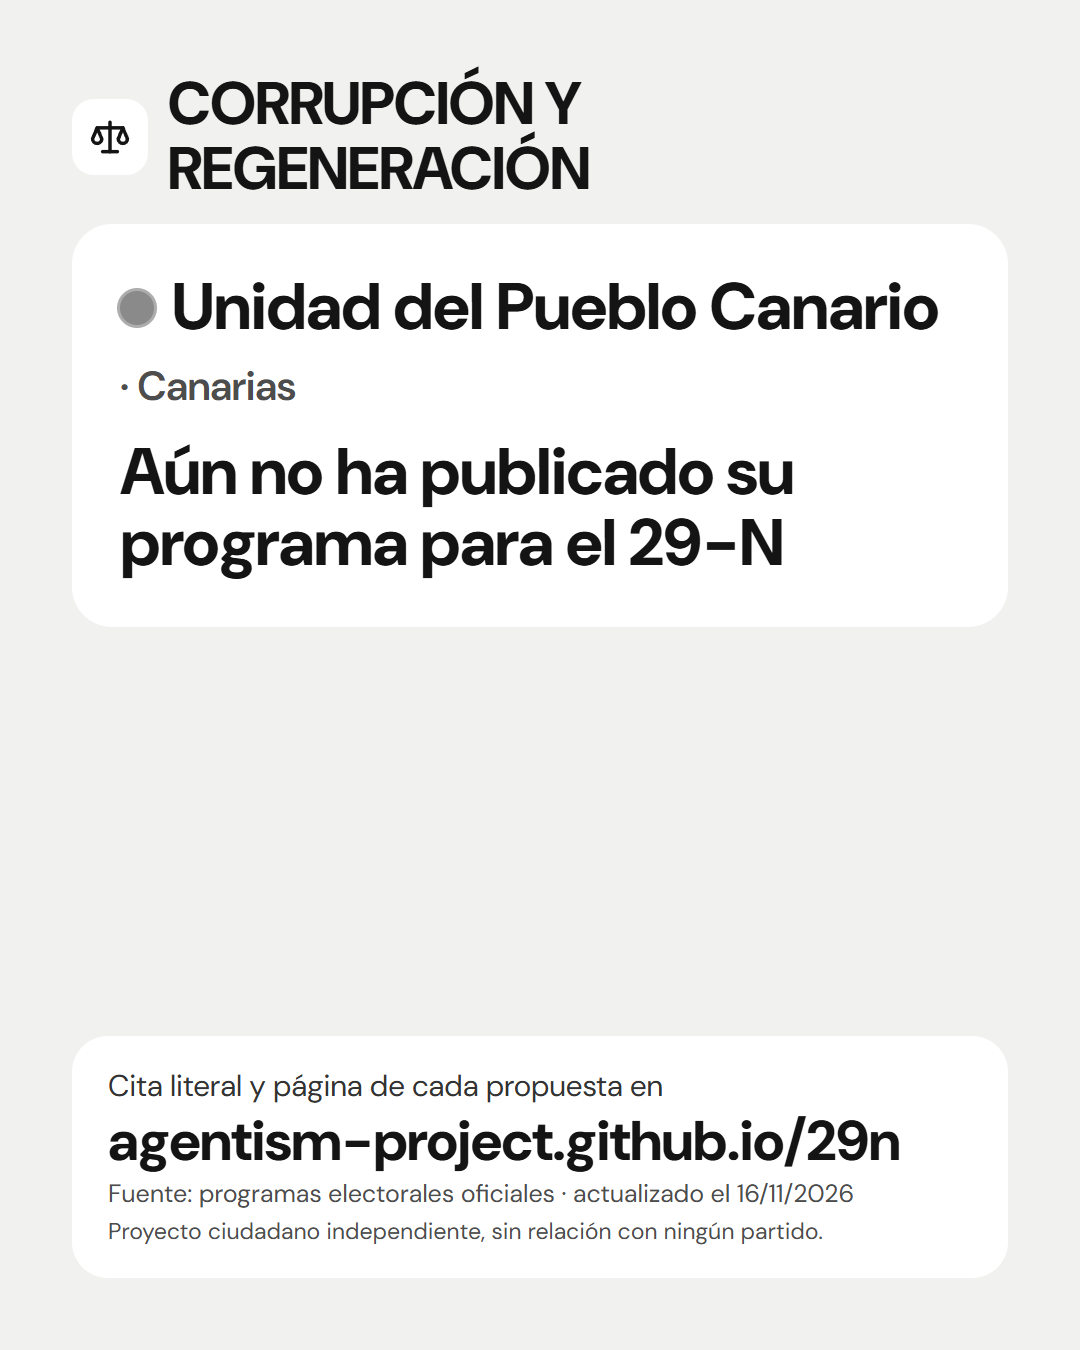 CORRUPCIÓN Y
REGENERACIÓN
Unidad del Pueblo Canario
· Canarias
Aún no ha publicado su
programa para el 29-N
Cita literal y página de cada propuesta en
agentism-project.github.io/29n
Fuente: programas electorales oficiales · actualizado el 16/11/2026
Proyecto ciudadano independiente, sin relación con ningún partido.